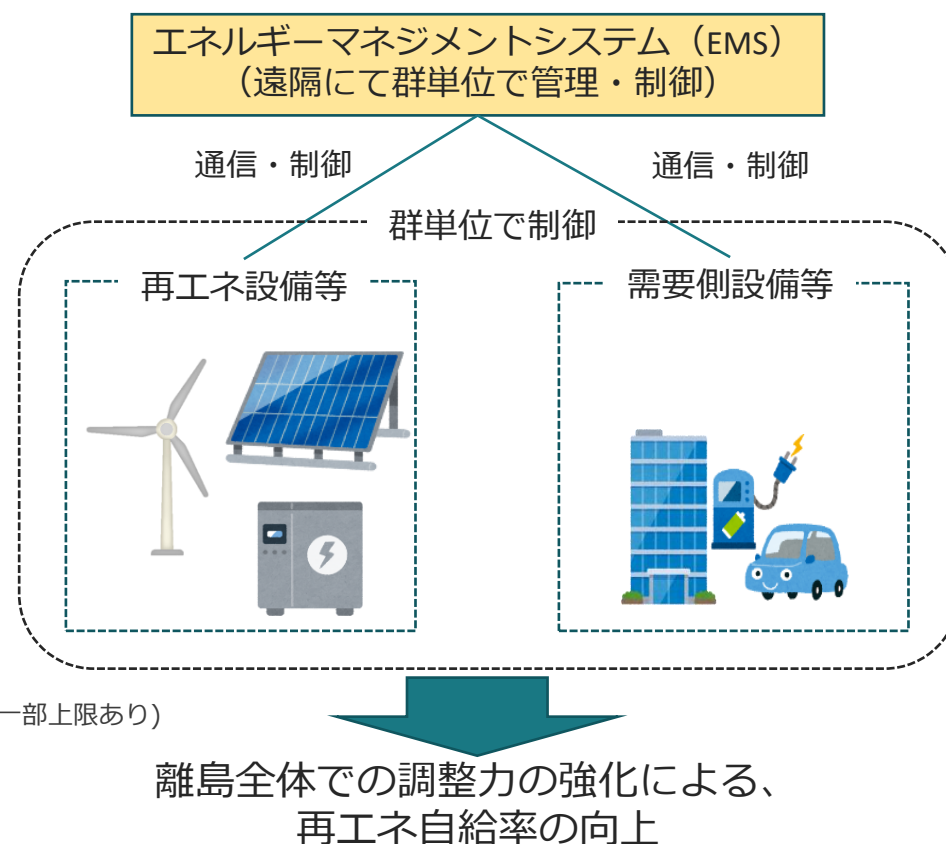 エネルギーマネジメントシステム（EMS）
（遠隔にて群単位で管理・制御）
通信・制御
通信・制御
群単位で制御
再エネ設備等
需要側設備等
一部上限あり)
離島全体での調整力の強化による、
再エネ自給率の向上